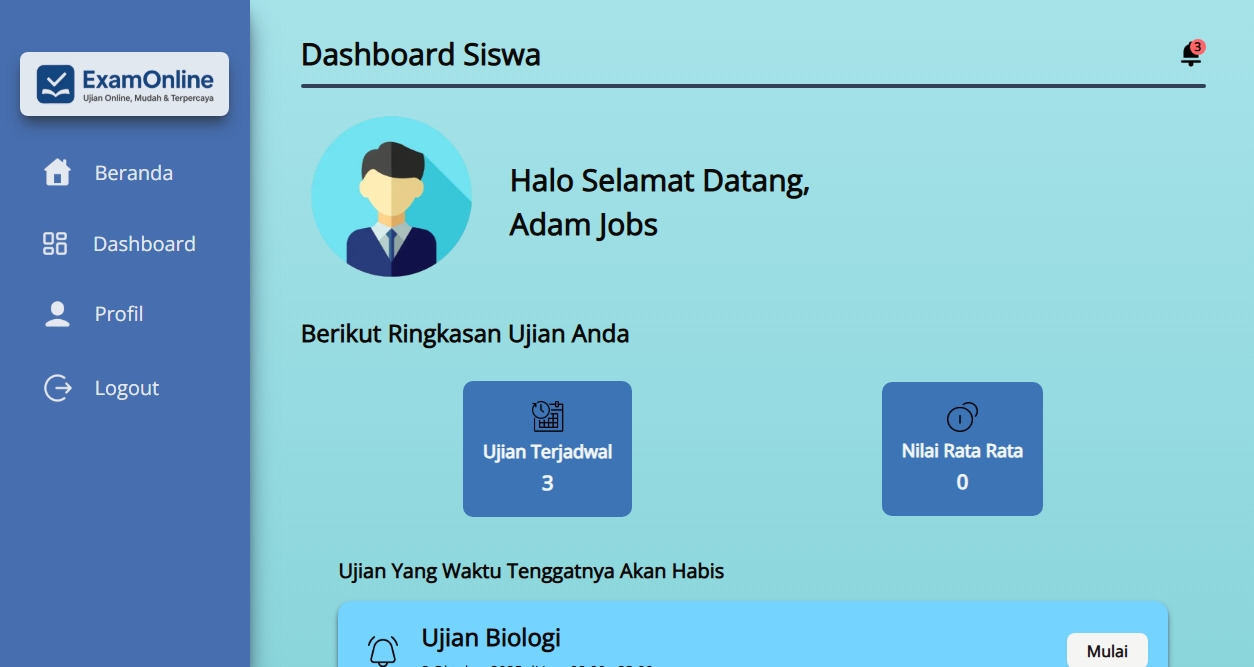 ExamOnline
Ujian Online, Mudah & Terpercaya
Beranda
Dashboard
Profil
Logout
Dashboard Siswa
3
Halo Selamat Datang,
Adam Jobs
Berikut Ringkasan Ujian Anda
Ujian Terjadwal
3
Nilai Rata Rata
0
Ujian Yang Waktu Tenggatnya Akan Habis
Ujian Biologi
Mulai